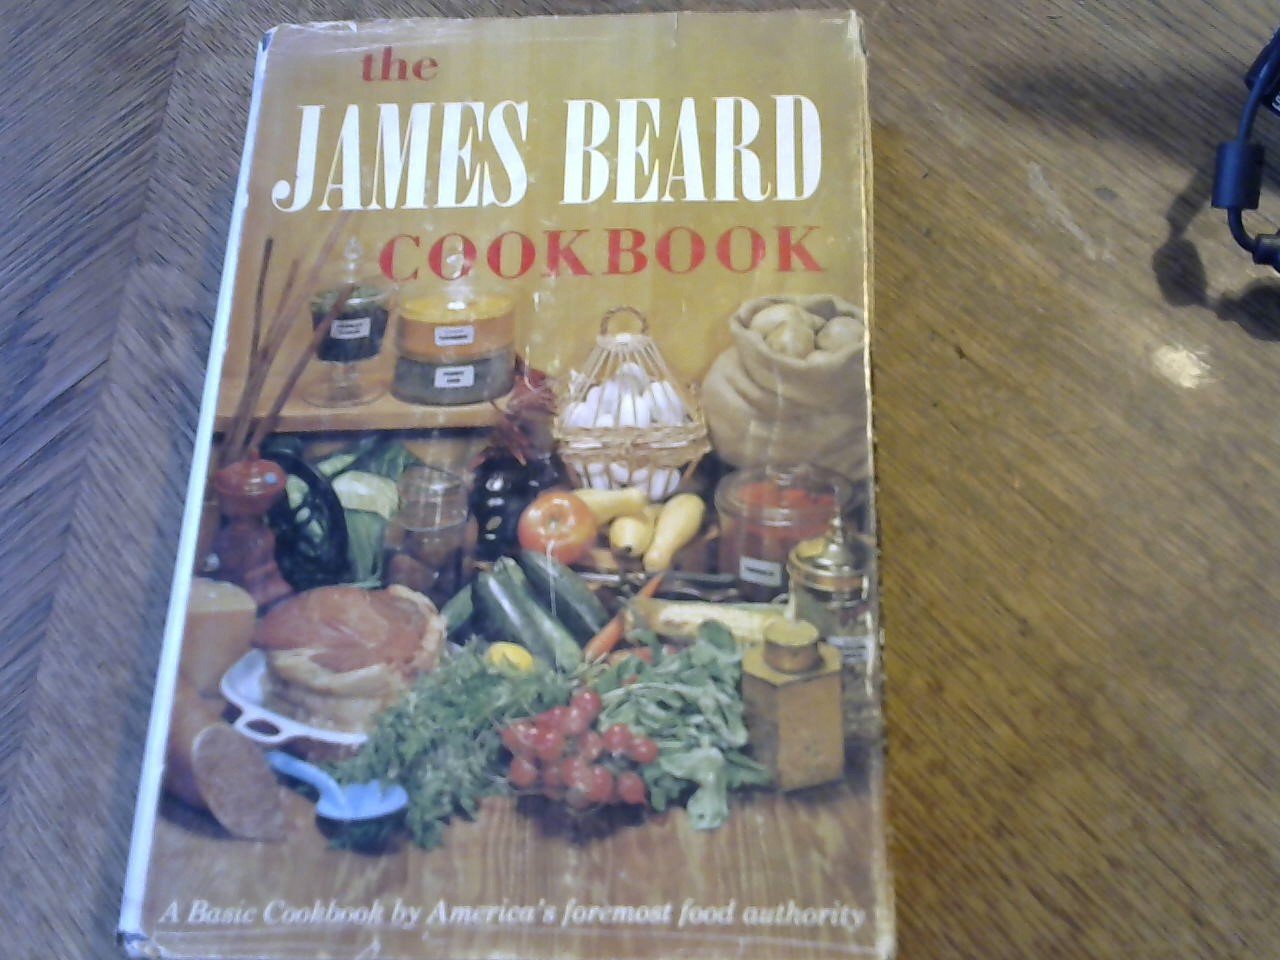 the
JAMES BEARD
COOKBOOK
A Basic Cookbook by America's foremost food authority